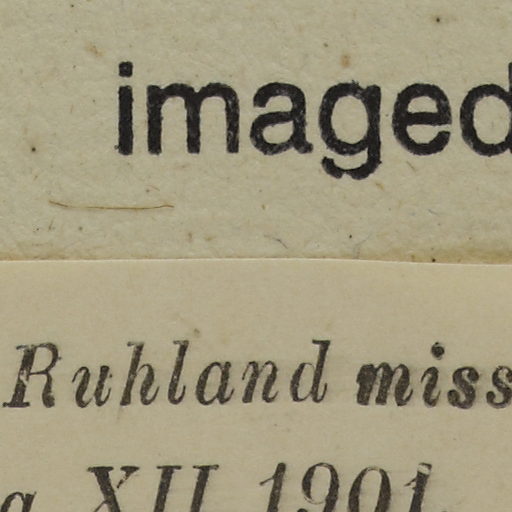 imaged
Ruhland miss
a XII 1901.